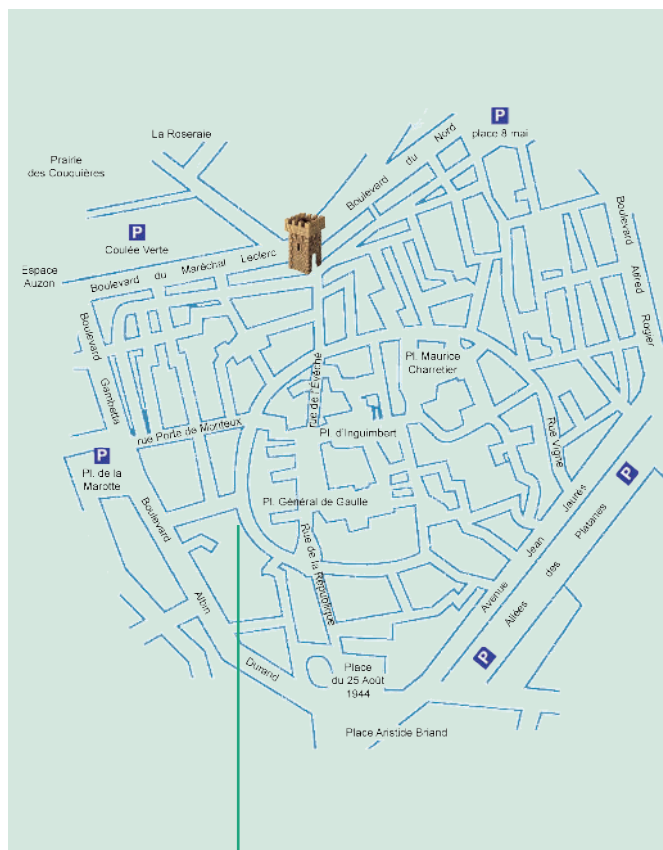 P
place 8 mai
La Roseraie
Prairie
des Couquières
Boulevard du Nord
P
Coulée Verte
Espace
Auzon
Boulevard du Maréchal Leclerc
Boulevard Alfred Rogier
Boulevard Gambetta
rue de l'Évêché
Pl. Maurice
Charretier
rue Porte de Monteux
Pl. d'Inguimbert
Rue Vigne
P
Pl. de la
Marotte
P
Pl. Général de Gaulle
Boulevard Albin Durand
Rue de la République
Avenue Jean Jaurès
Allées des Platanes
P
Place
du 25 Août
1944
Place Aristide Briand